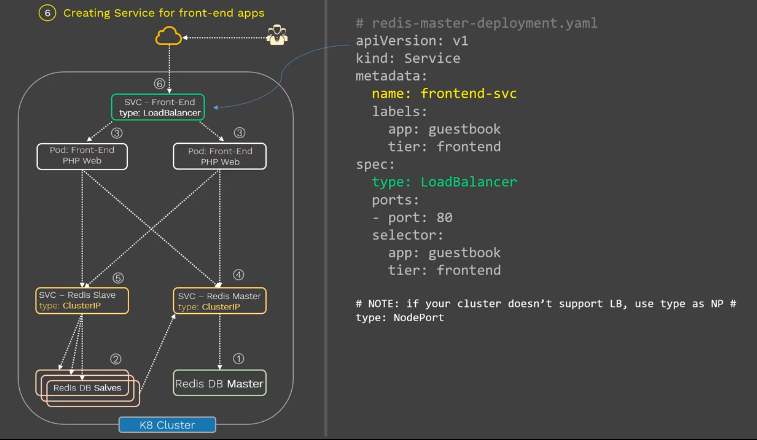 ⑥ Creating Service for front-end apps
⑥
SVC - Front-End
type: LoadBalancer
③
③
Pod: Front-End
PHP Web
Pod: Front-End
PHP Web
⑤
④
SVC – Redis Slave
type: ClusterIP
SVC – Redis Master
type: ClusterIP
②
①
Redis DB Salves
Redis DB Master
K8 Cluster
# redis-master-deployment.yaml
apiVersion: v1
kind: Service
metadata:
  name: frontend-svc
  labels:
    app: guestbook
    tier: frontend
spec:
  type: LoadBalancer
  ports:
  - port: 80
  selector:
    app: guestbook
    tier: frontend
# NOTE: if your cluster doesn’t support LB, use type as NP #
type: NodePort